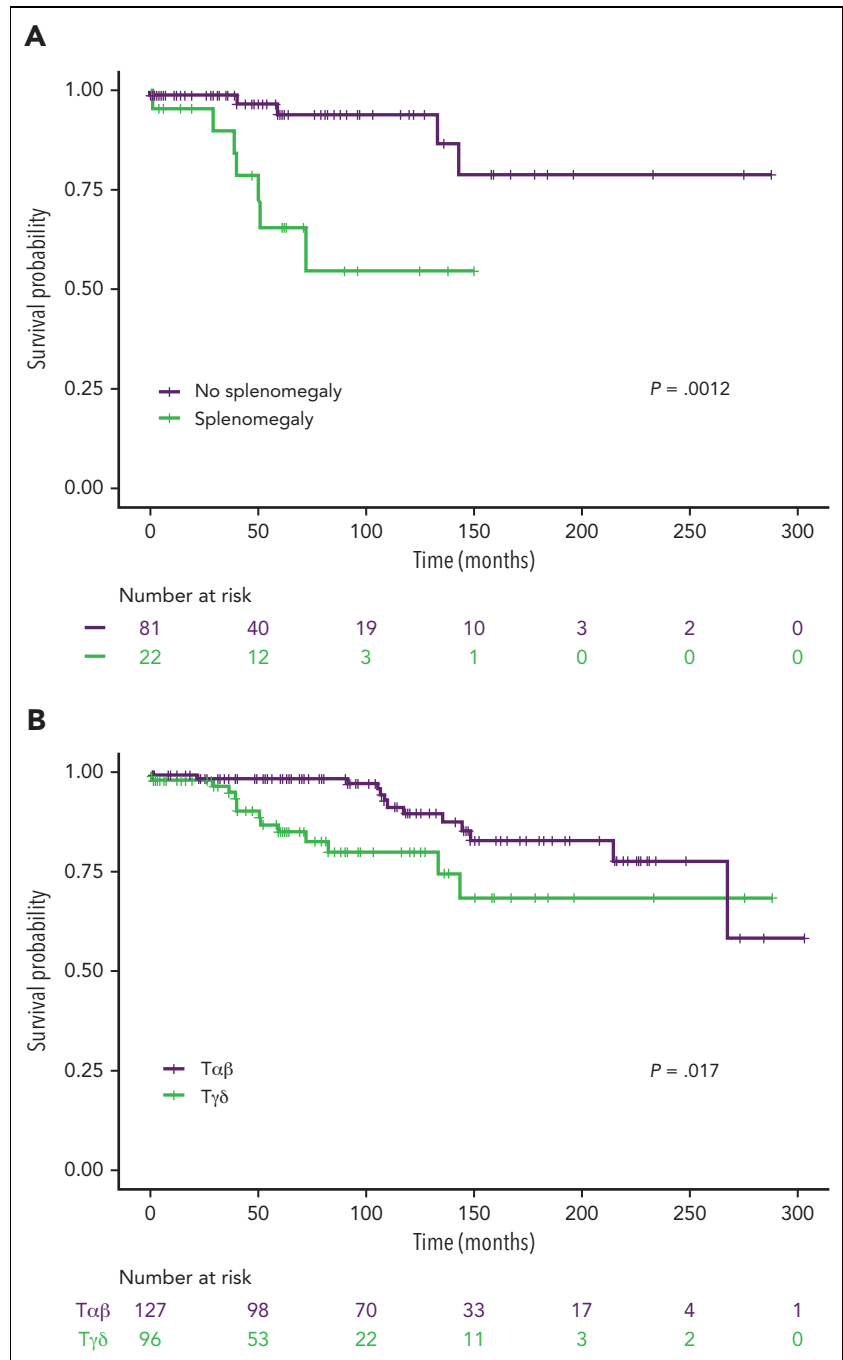 A
1.00
0.75
0.50
0.25
0.00
Survival probability
No splenomegaly
Splenomegaly
P = .0012
0 50 100 150 200 250 300
Time (months)
Number at risk
81 40 19 10 3 2 0
22 12 3 1 0 0 0
B
1.00
0.75
0.50
0.25
0.00
Survival probability
Tαβ
Tγδ
P = .017
0 50 100 150 200 250 300
Time (months)
Number at risk
Tαβ 127 98 70 33 17 4 1
Tγδ 96 53 22 11 3 2 0